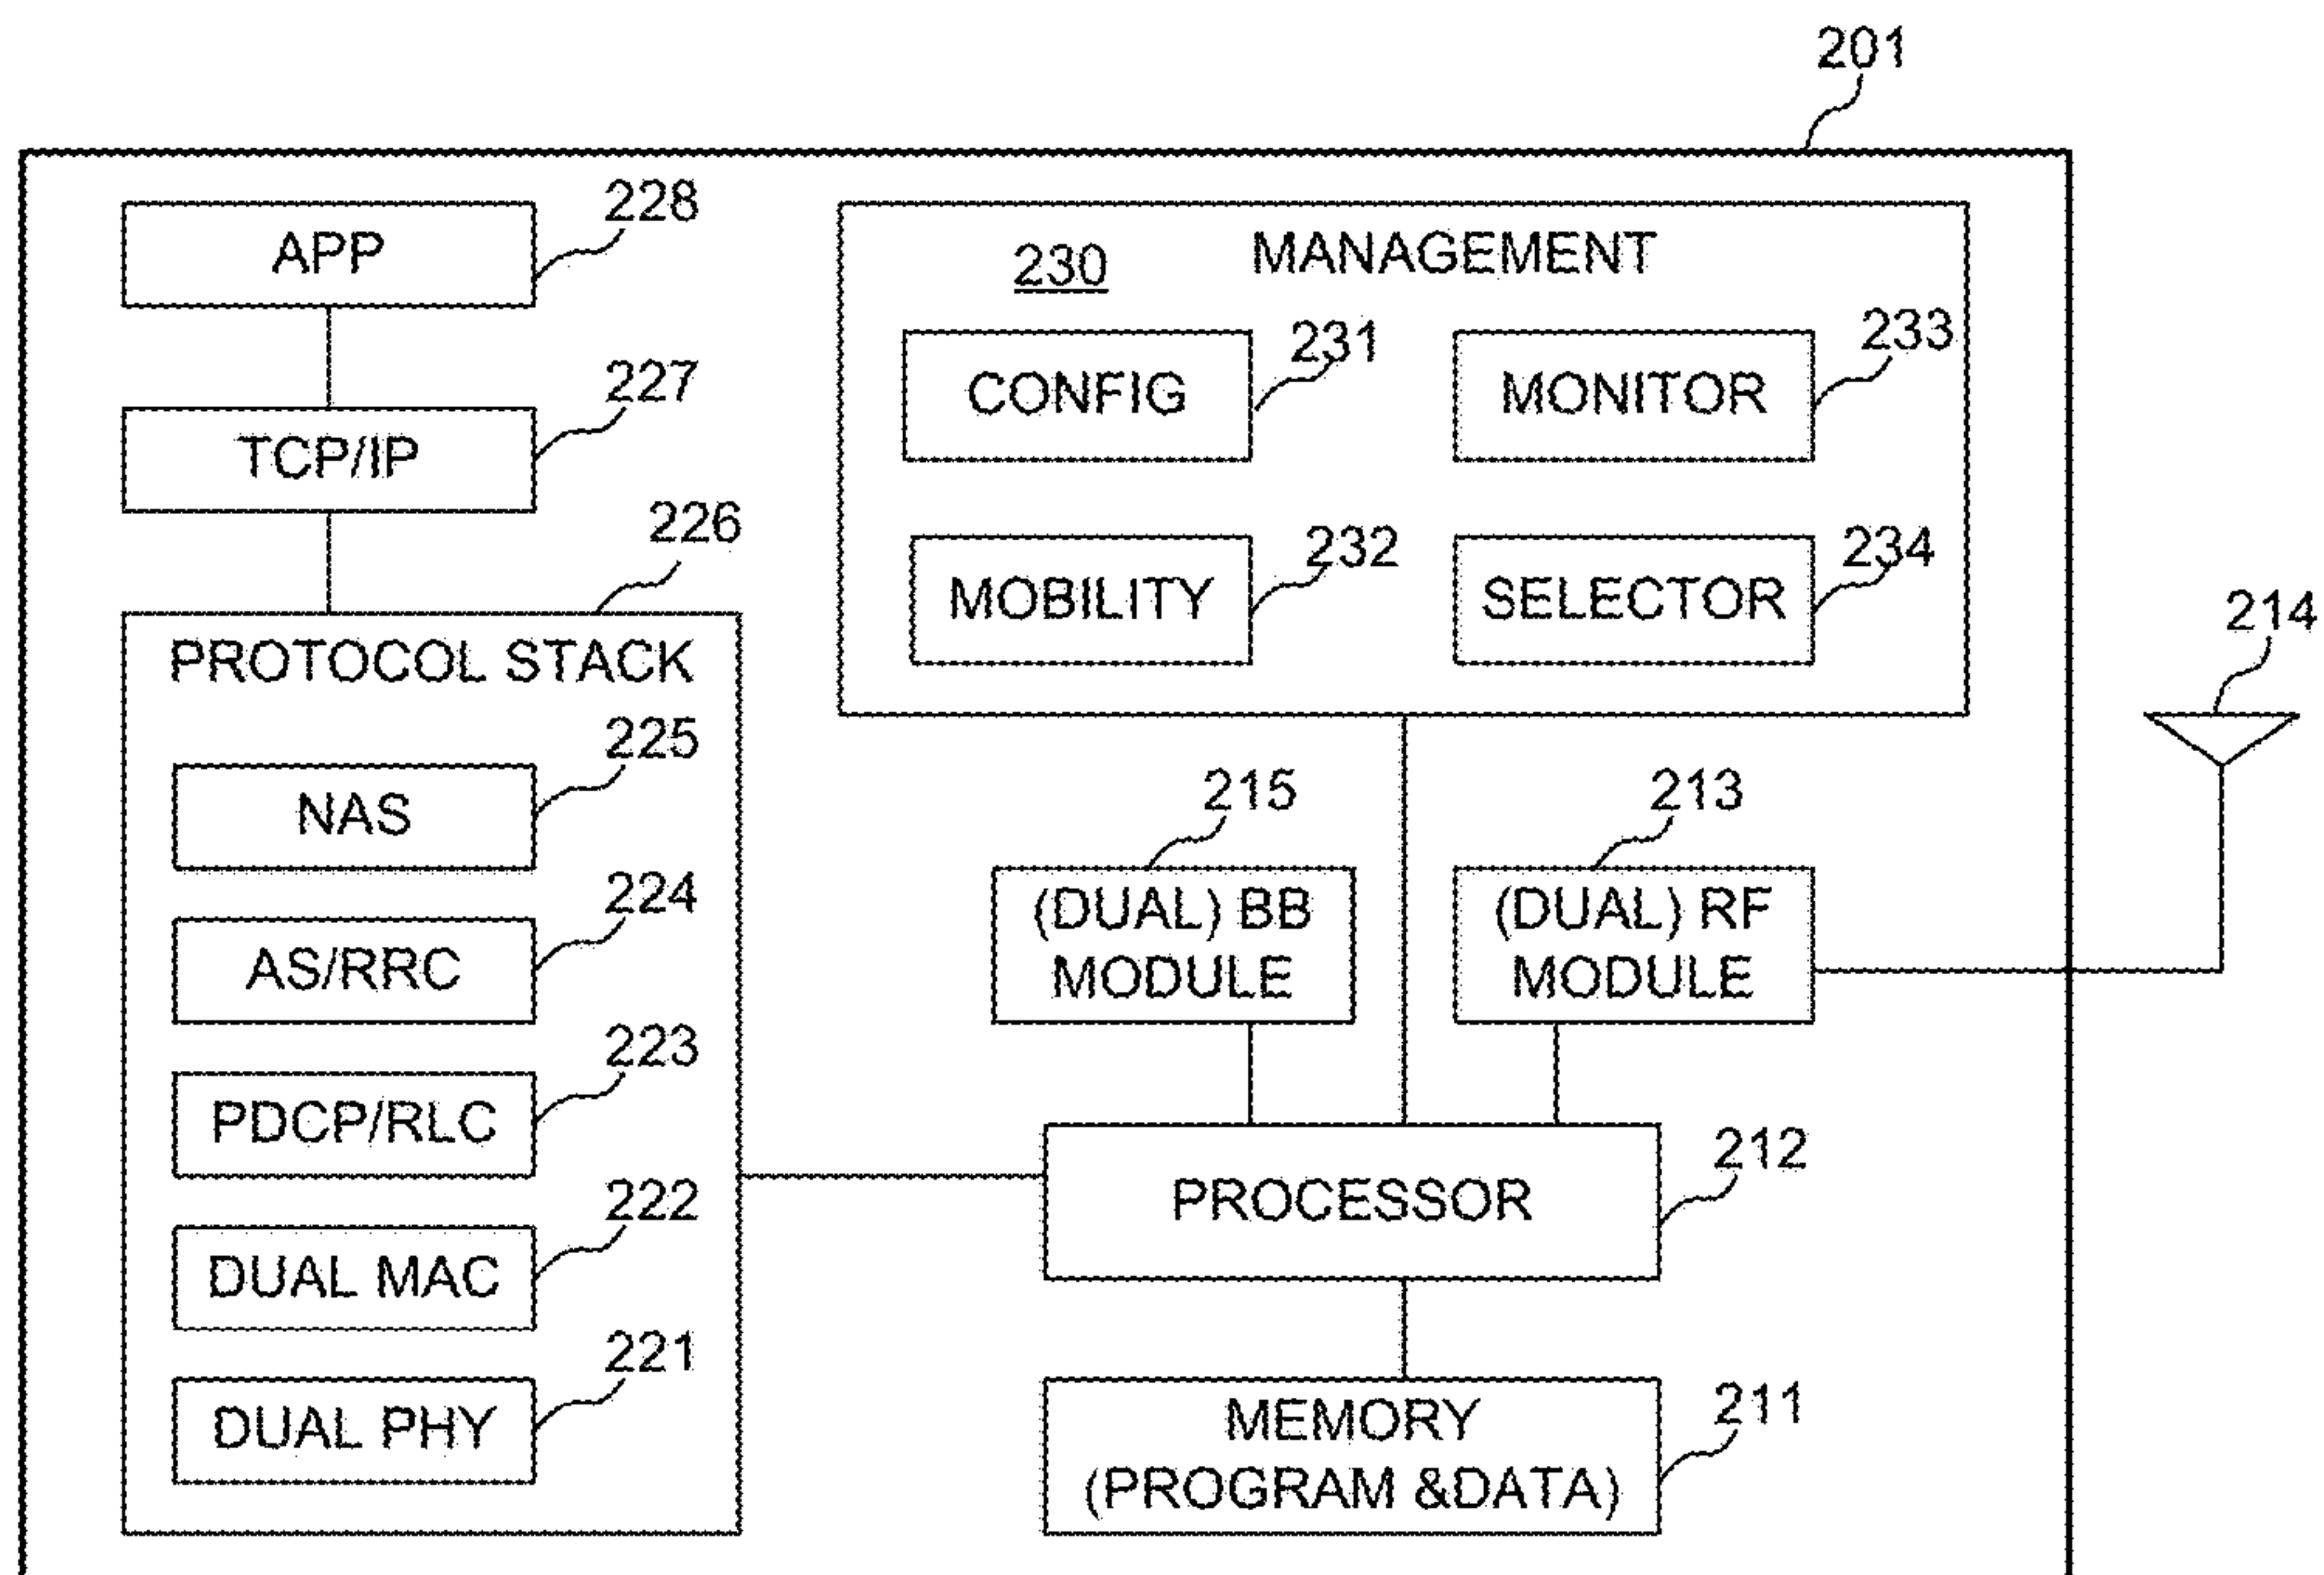 201
228
APP
227
TCP/IP
226
PROTOCOL STACK
225
NAS
224
AS/RRC
223
PDCP/RLC
222
DUAL MAC
221
DUAL PHY
230
MANAGEMENT
231
CONFIG
233
MONITOR
232
MOBILITY
234
SELECTOR
214
215
(DUAL) BB
MODULE
213
(DUAL) RF
MODULE
212
PROCESSOR
211
MEMORY
(PROGRAM &DATA)